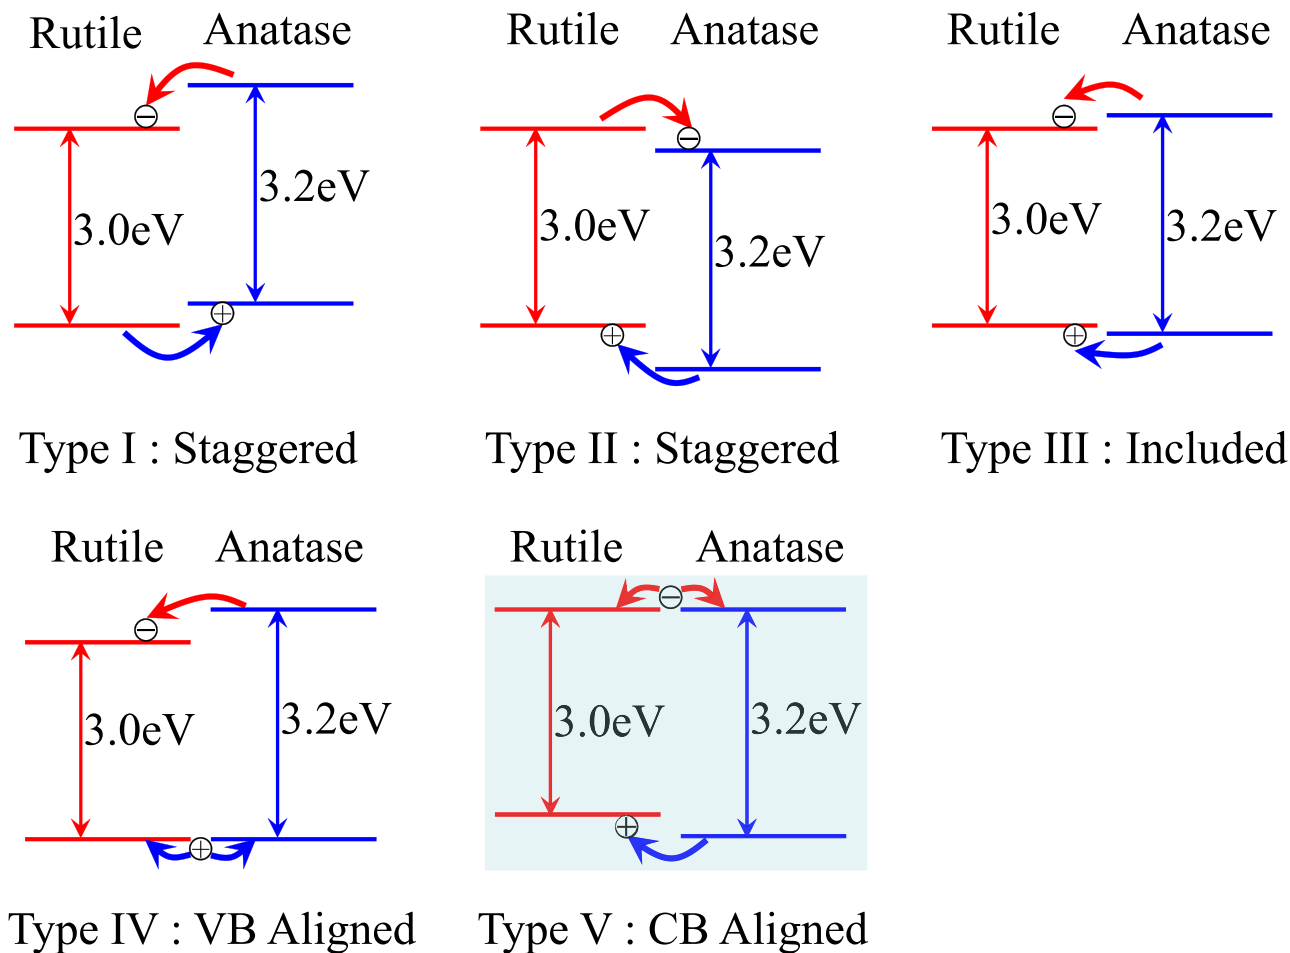 Rutile Anatase
3.0eV 3.2eV
Type I : Staggered
Rutile Anatase
3.0eV 3.2eV
Type II : Staggered
Rutile Anatase
3.0eV 3.2eV
Type III : Included
Rutile Anatase
3.0eV 3.2eV
Type IV : VB Aligned
Rutile Anatase
3.0eV 3.2eV
Type V : CB Aligned